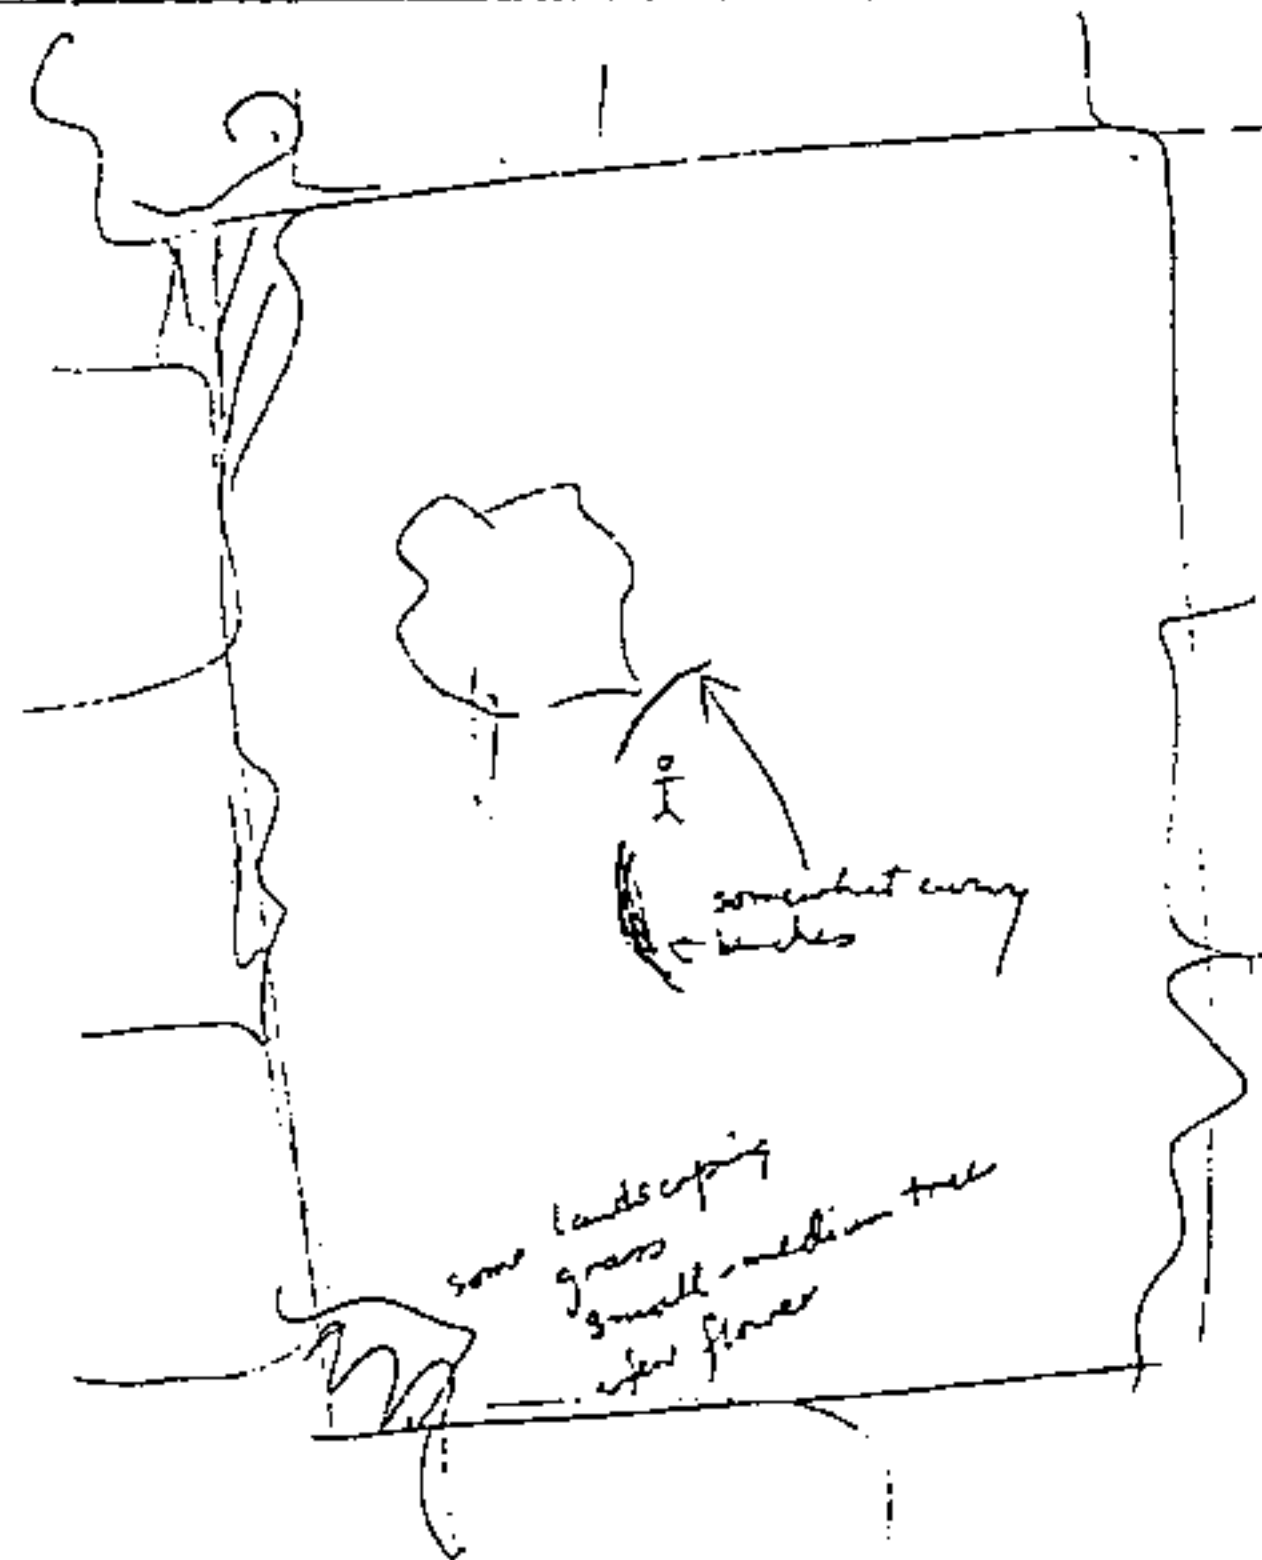 somewhat curvy
benches
some landscaping
grass
small-medium tree
a few flower